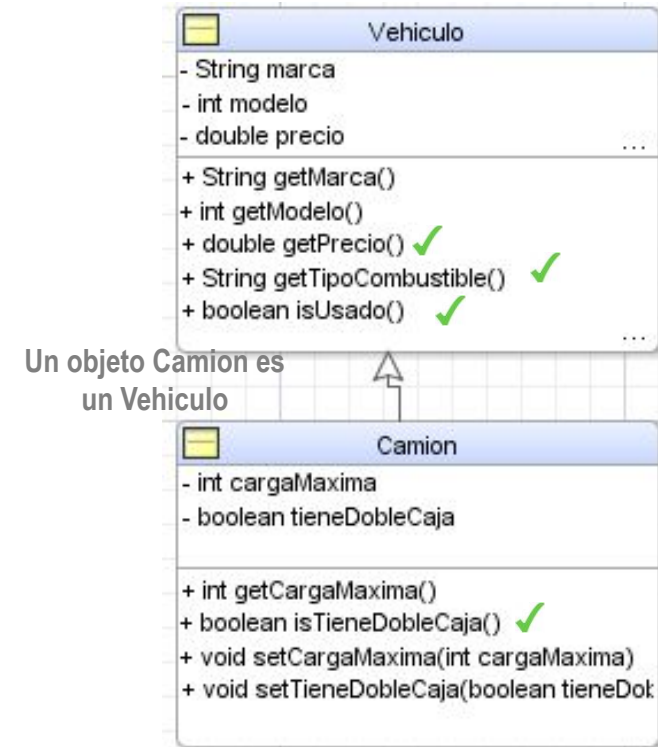 Vehiculo
- String marca
- int modelo
- double precio
...
+ String getMarca()
+ int getModelo()
+ double getPrecio() ✓
+ String getTipoCombustible() ✓
+ boolean isUsado() ✓
...
Un objeto Camion es
un Vehiculo
Camion
- int cargaMaxima
- boolean tieneDobleCaja
+ int getCargaMaxima()
+ boolean isTieneDobleCaja() ✓
+ void setCargaMaxima(int cargaMaxima)
+ void setTieneDobleCaja(boolean tieneDob